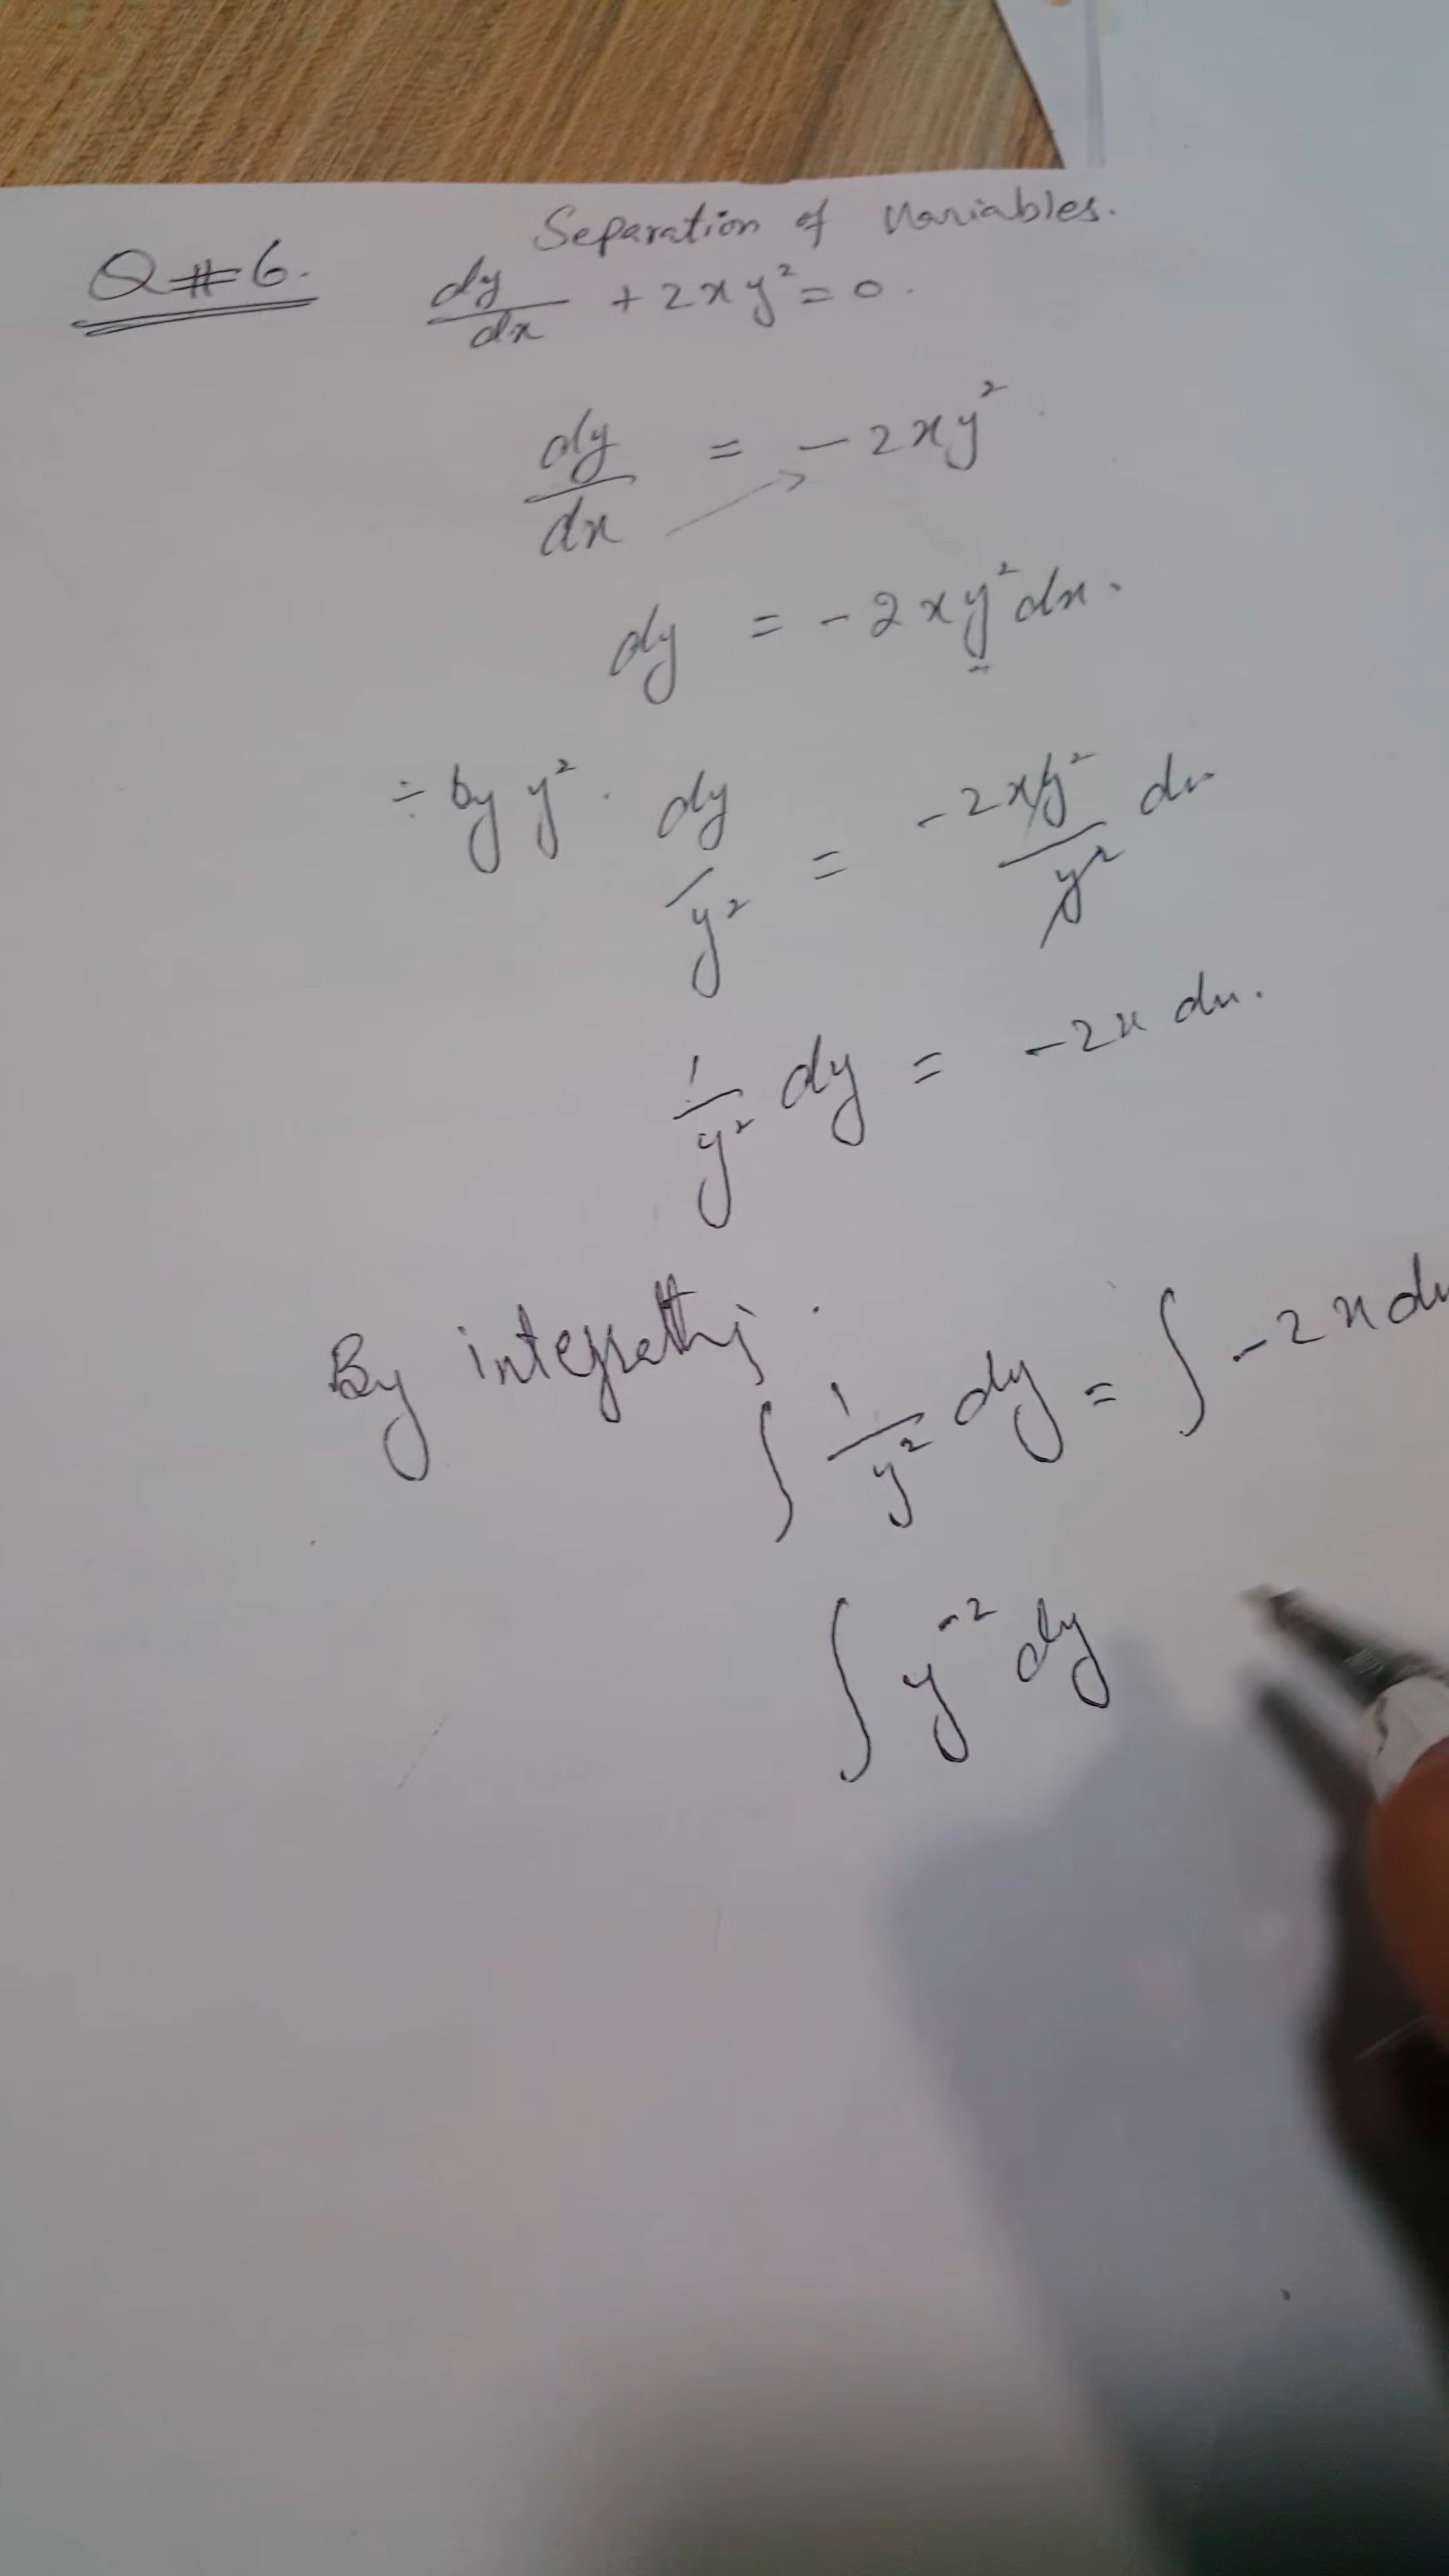 Separation of Variables.
Q#6. dy/dx + 2xy² = 0.
dy/dx = -2xy²
dy = -2xy² dx.
÷ by y². dy/y² = -2xy²/y² dx
1/y² dy = -2x dx.
By integrating.
∫ 1/y² dy = ∫ -2x dx
∫ y⁻² dy